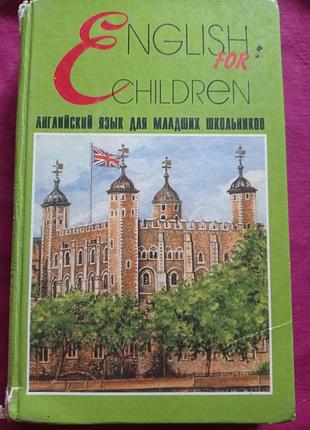 ENGLISH
FOR
CHILDREN
АНГЛИЙСКИЙ ЯЗЫК ДЛЯ МЛАДШИХ ШКОЛЬНИКОВ